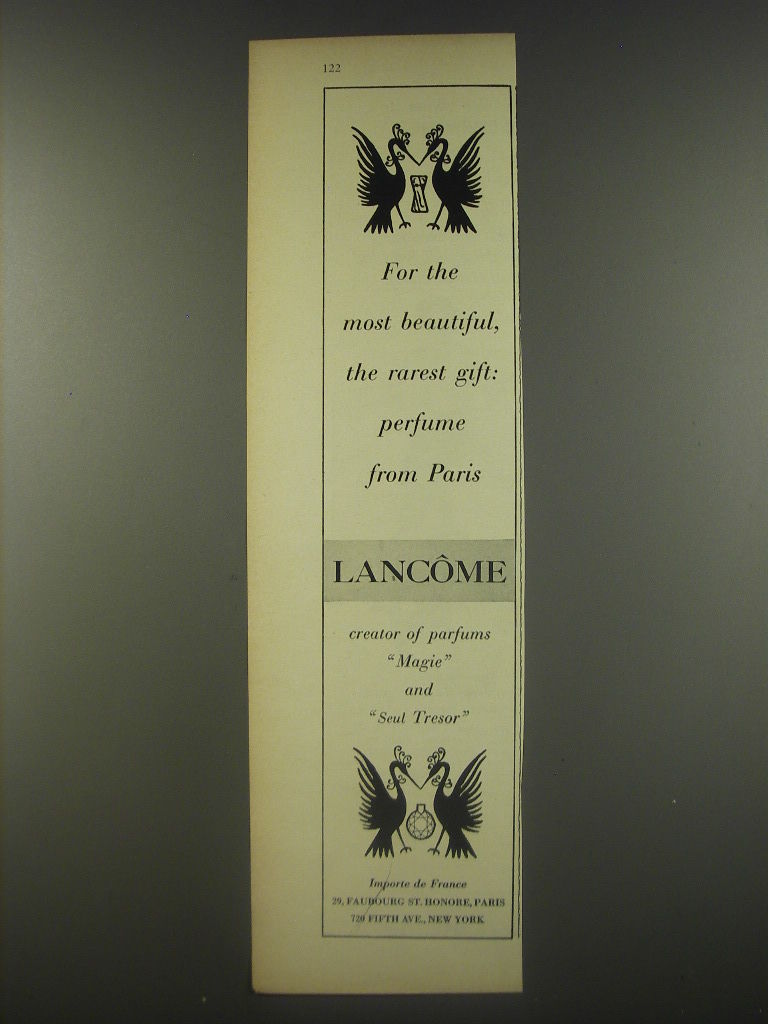 122
For the
most beautiful,
the rarest gift:
perfume
from Paris
LANCÔME
creator of parfums
“Magie”
and
“Seul Tresor”
Importe de France
29, FAUBOURG ST. HONORE, PARIS
720 FIFTH AVE., NEW YORK